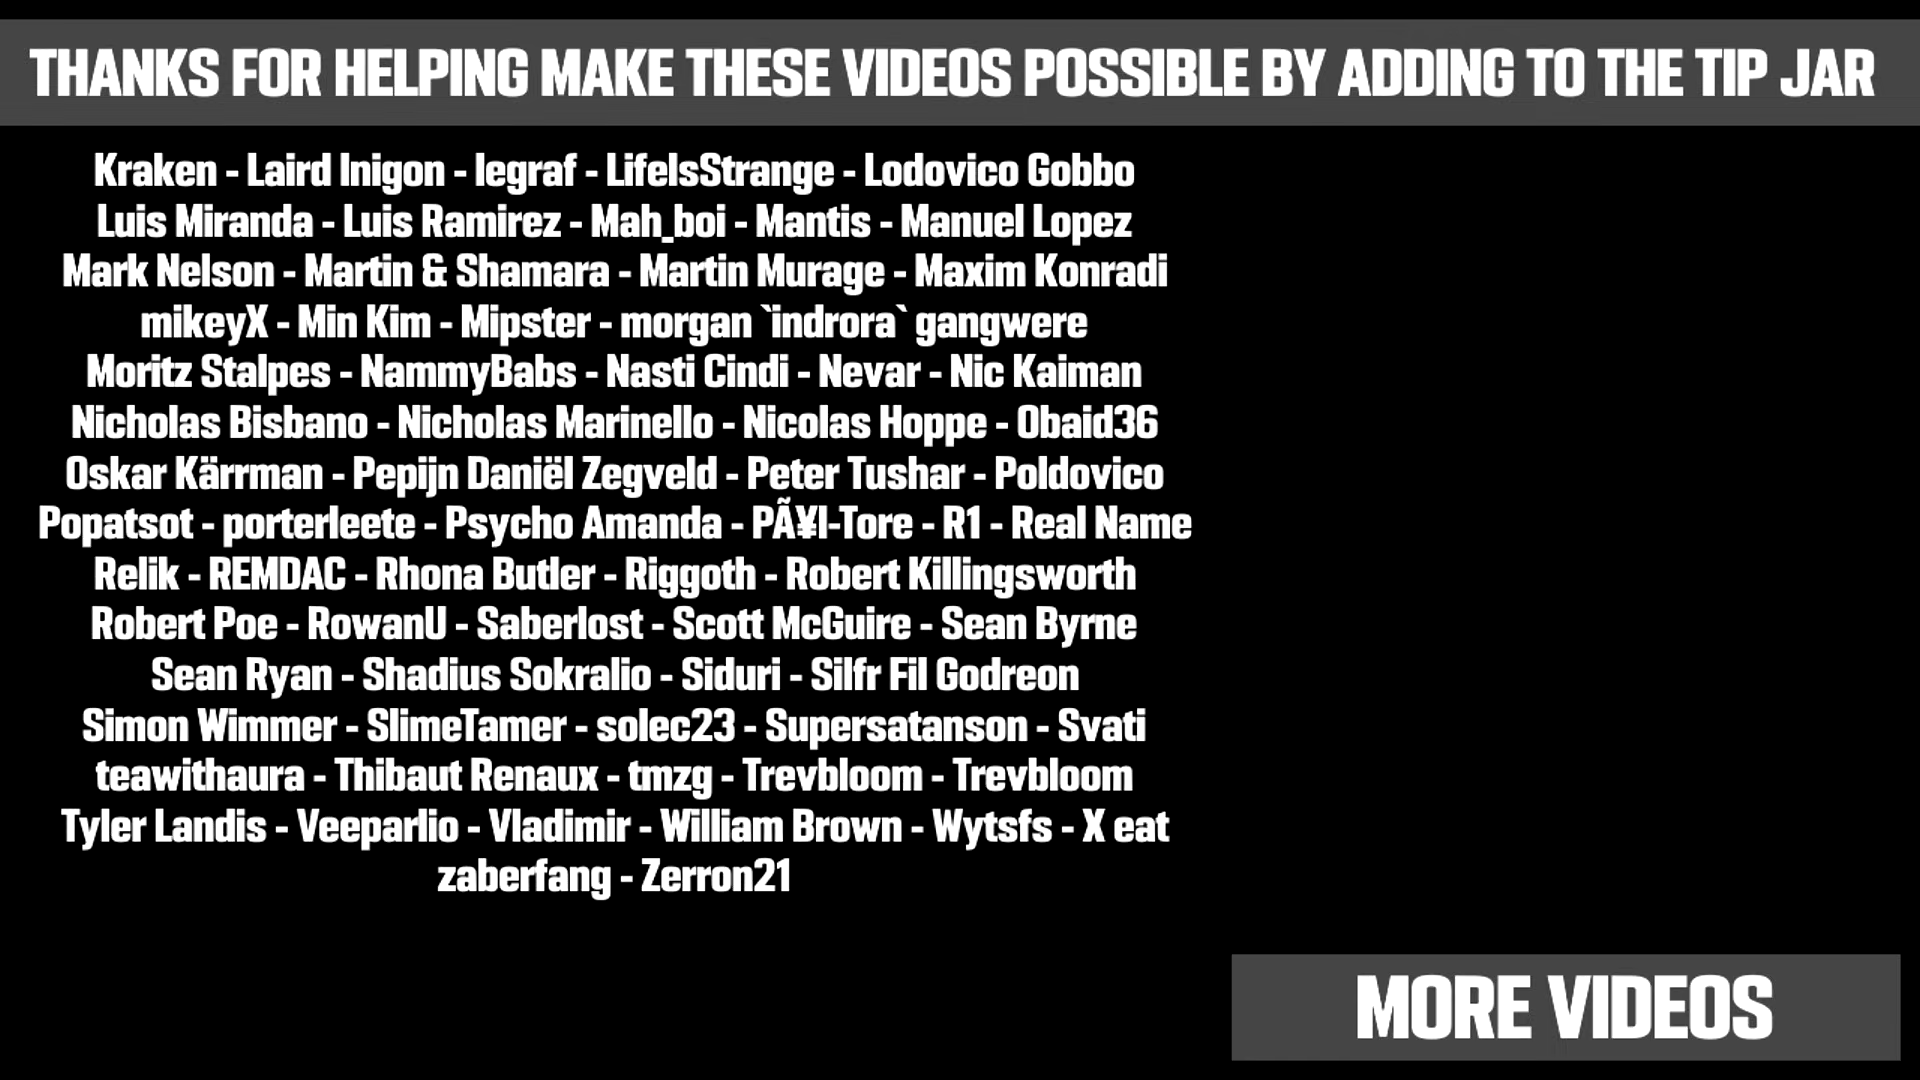 THANKS FOR HELPING MAKE THESE VIDEOS POSSIBLE BY ADDING TO THE TIP JAR
Kraken - Laird Inigon - legraf - LifeIsStrange - Lodovico Gobbo
Luis Miranda - Luis Ramirez - Mah_boi - Mantis - Manuel Lopez
Mark Nelson - Martin & Shamara - Martin Murage - Maxim Konradi
mikeyX - Min Kim - Mipster - morgan `indrora` gangwere
Moritz Stalpes - NammyBabs - Nasti Cindi - Nevar - Nic Kaiman
Nicholas Bisbano - Nicholas Marinello - Nicolas Hoppe - Obaid36
Oskar Kärrman - Pepijn Daniël Zegveld - Peter Tushar - Poldovico
Popatsot - porterleete - Psycho Amanda - PÃ¥l-Tore - R1 - Real Name
Relik - REMDAC - Rhona Butler - Riggoth - Robert Killingsworth
Robert Poe - RowanU - Saberlost - Scott McGuire - Sean Byrne
Sean Ryan - Shadius Sokralio - Siduri - Silfr Fil Godreon
Simon Wimmer - SlimeTamer - solec23 - Supersatanson - Svati
teawithaura - Thibaut Renaux - tmzg - Trevbloom - Trevbloom
Tyler Landis - Veeparlio - Vladimir - William Brown - Wytsfs - X eat
zaberfang - Zerron21
MORE VIDEOS